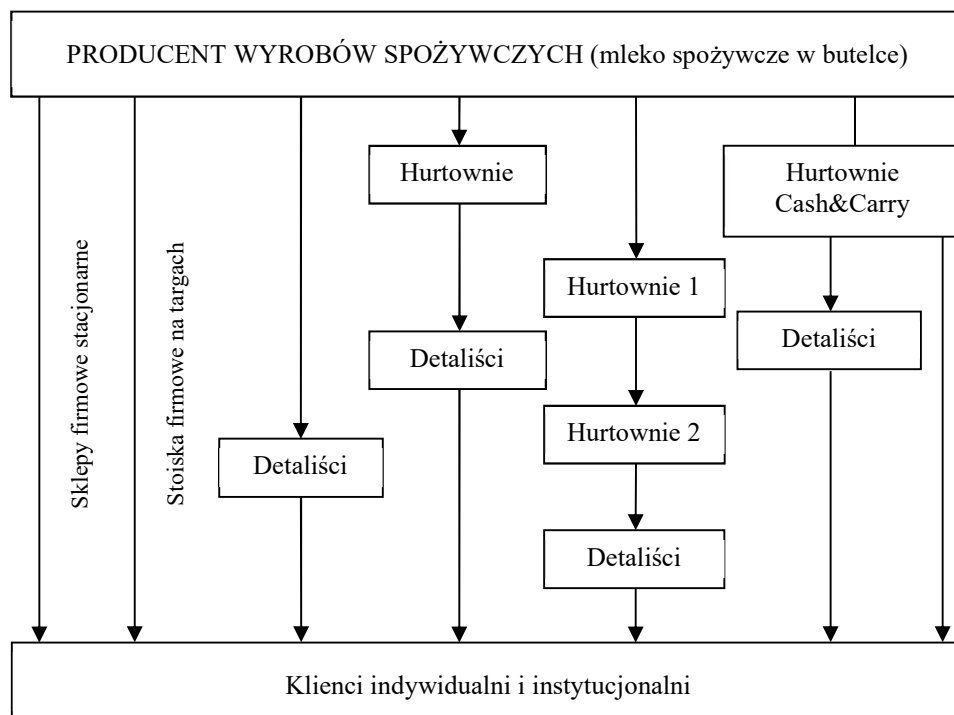 PRODUCENT WYROBÓW SPOŻYWCZYCH (mleko spożywcze w butelce)
Sklepy firmowe stacjonarne
Stoiska firmowe na targach
Detaliści
Hurtownie
Detaliści
Hurtownie 1
Hurtownie 2
Detaliści
Hurtownie
Cash&Carry
Detaliści
Klienci indywidualni i instytucjonalni